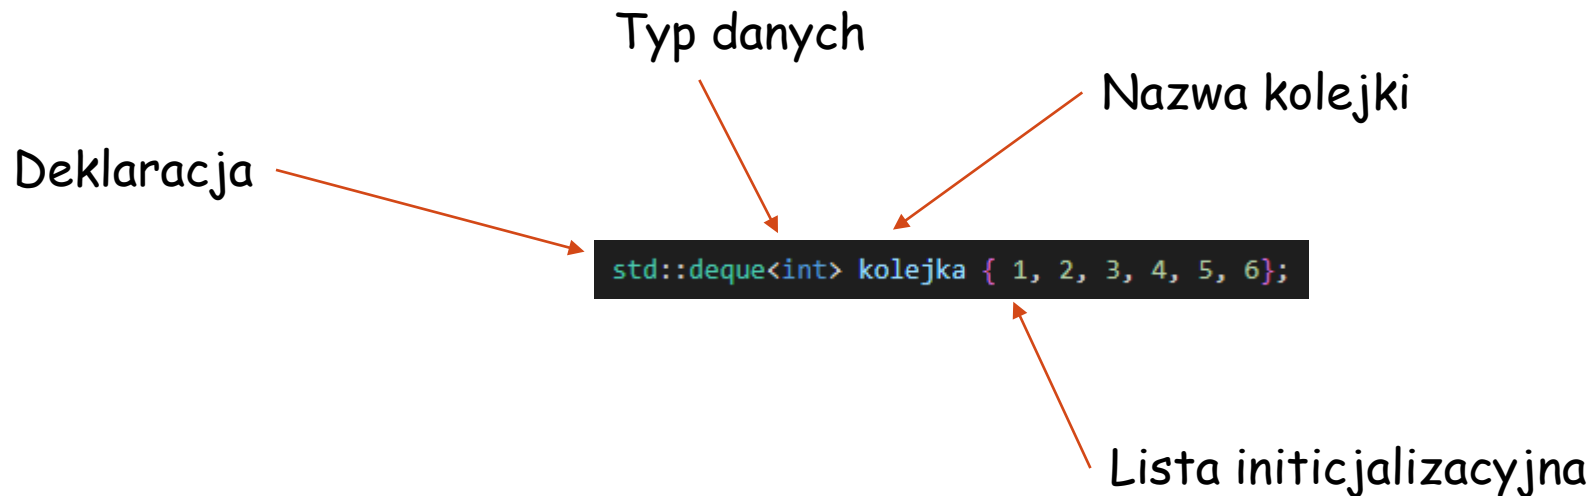 Typ danych
Nazwa kolejki
Deklaracja
std::deque<int> kolejka { 1, 2, 3, 4, 5, 6};
Lista initicjalizacyjna